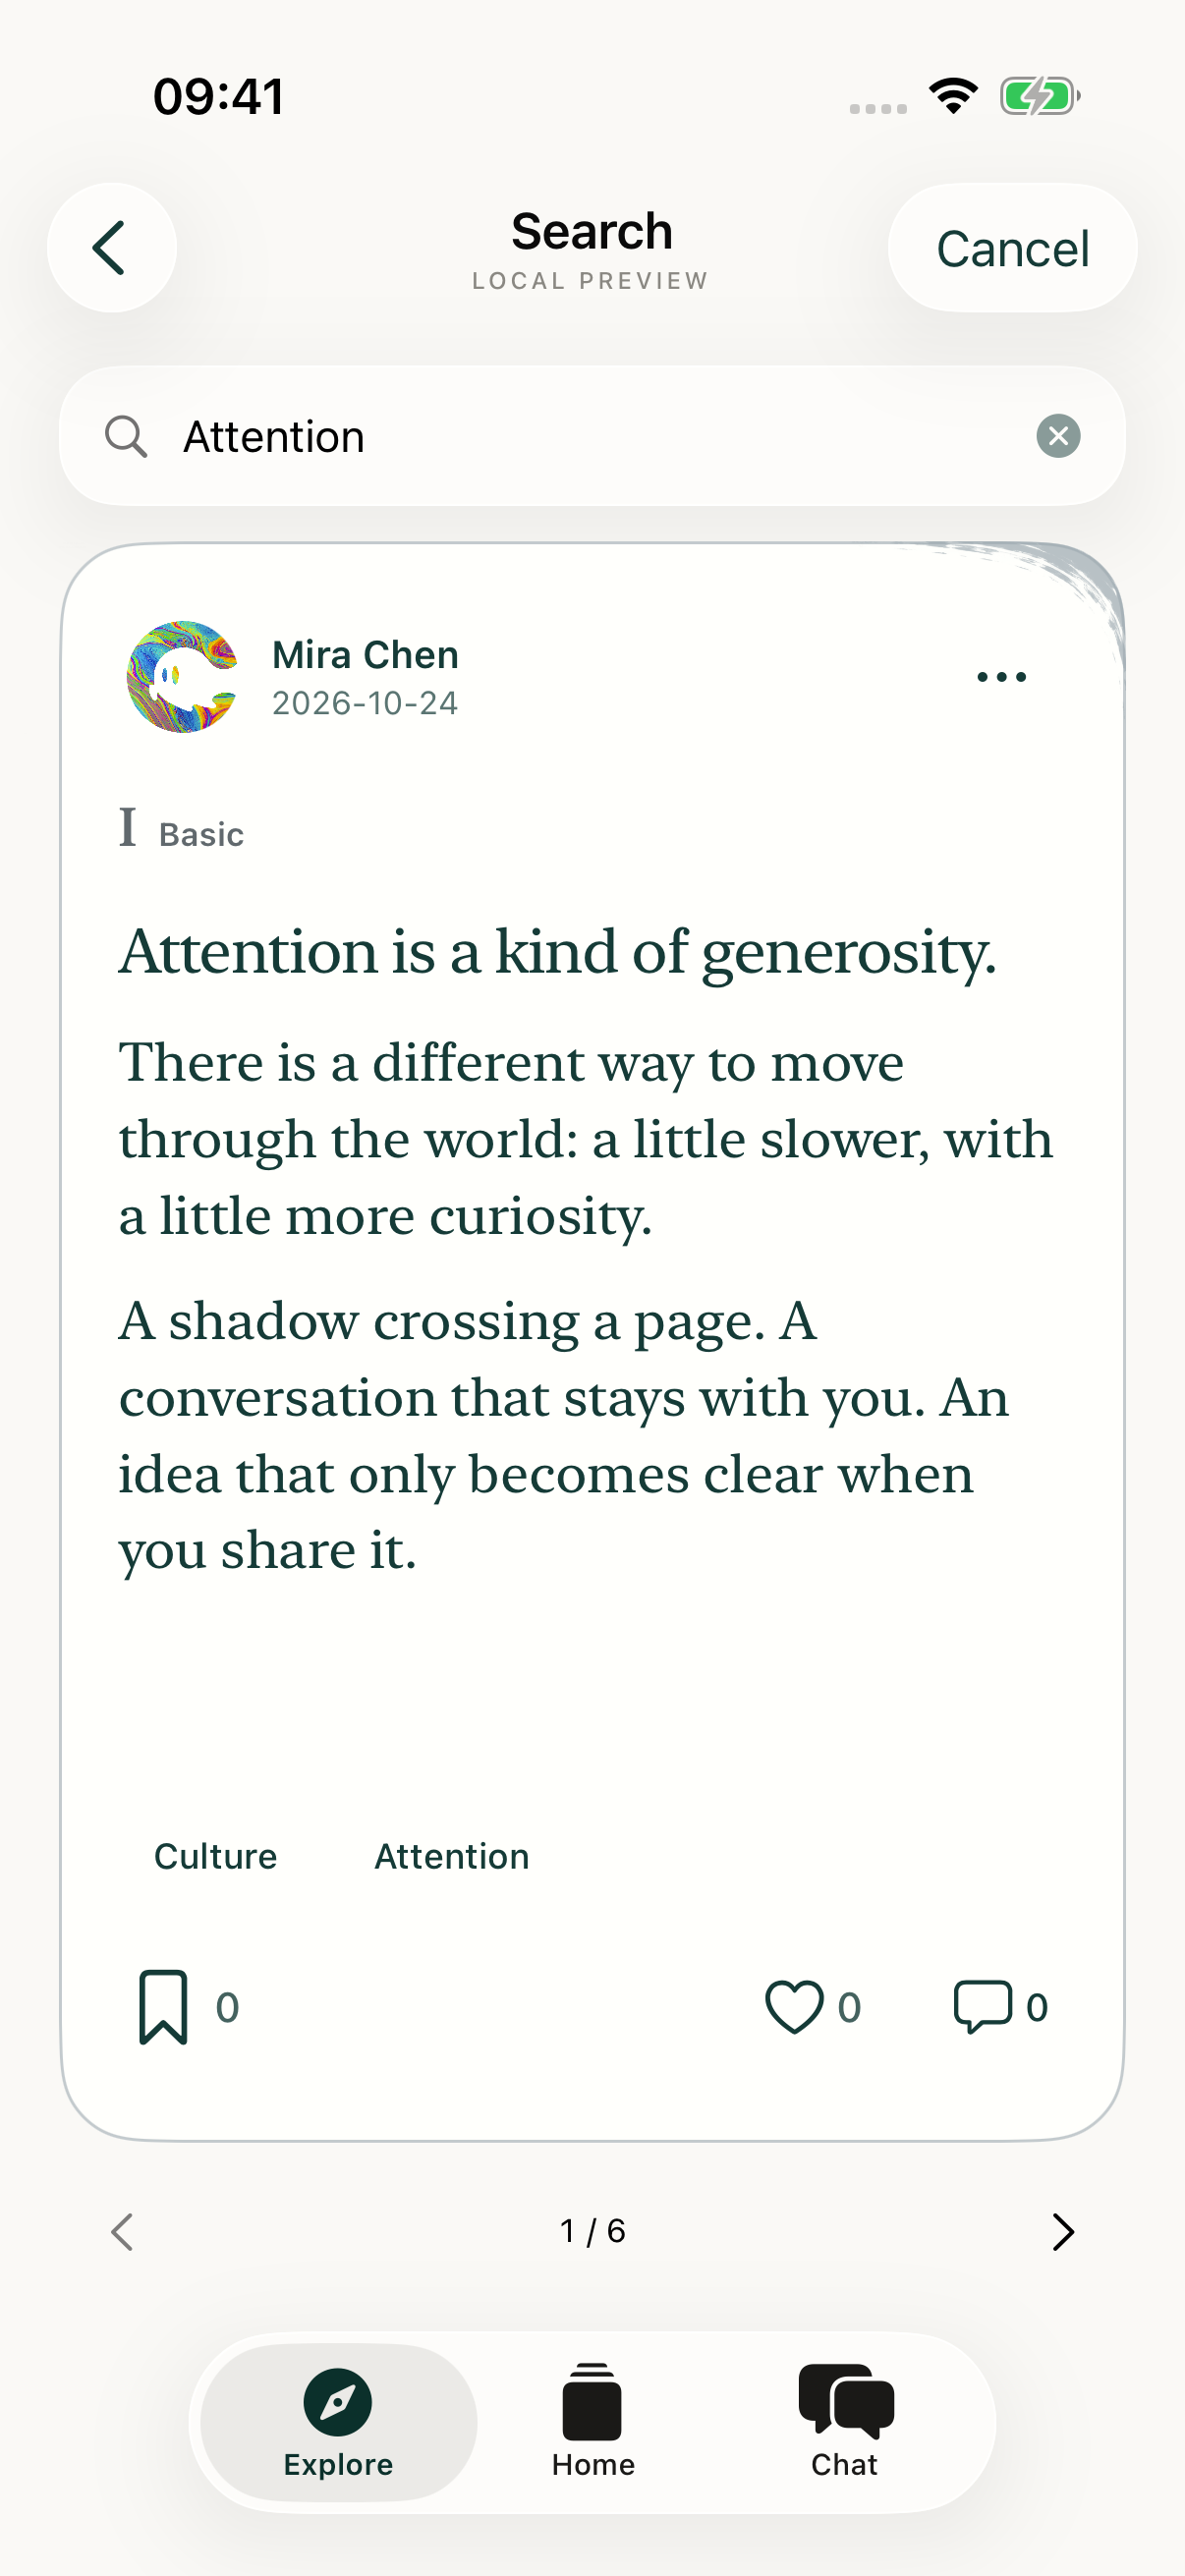 09:41
Search
LOCAL PREVIEW
Cancel
Attention
Mira Chen
2026-10-24
I Basic
Attention is a kind of generosity.
There is a different way to move
through the world: a little slower, with
a little more curiosity.
A shadow crossing a page. A
conversation that stays with you. An
idea that only becomes clear when
you share it.
Culture Attention
0 0 0
1 / 6
Explore Home Chat